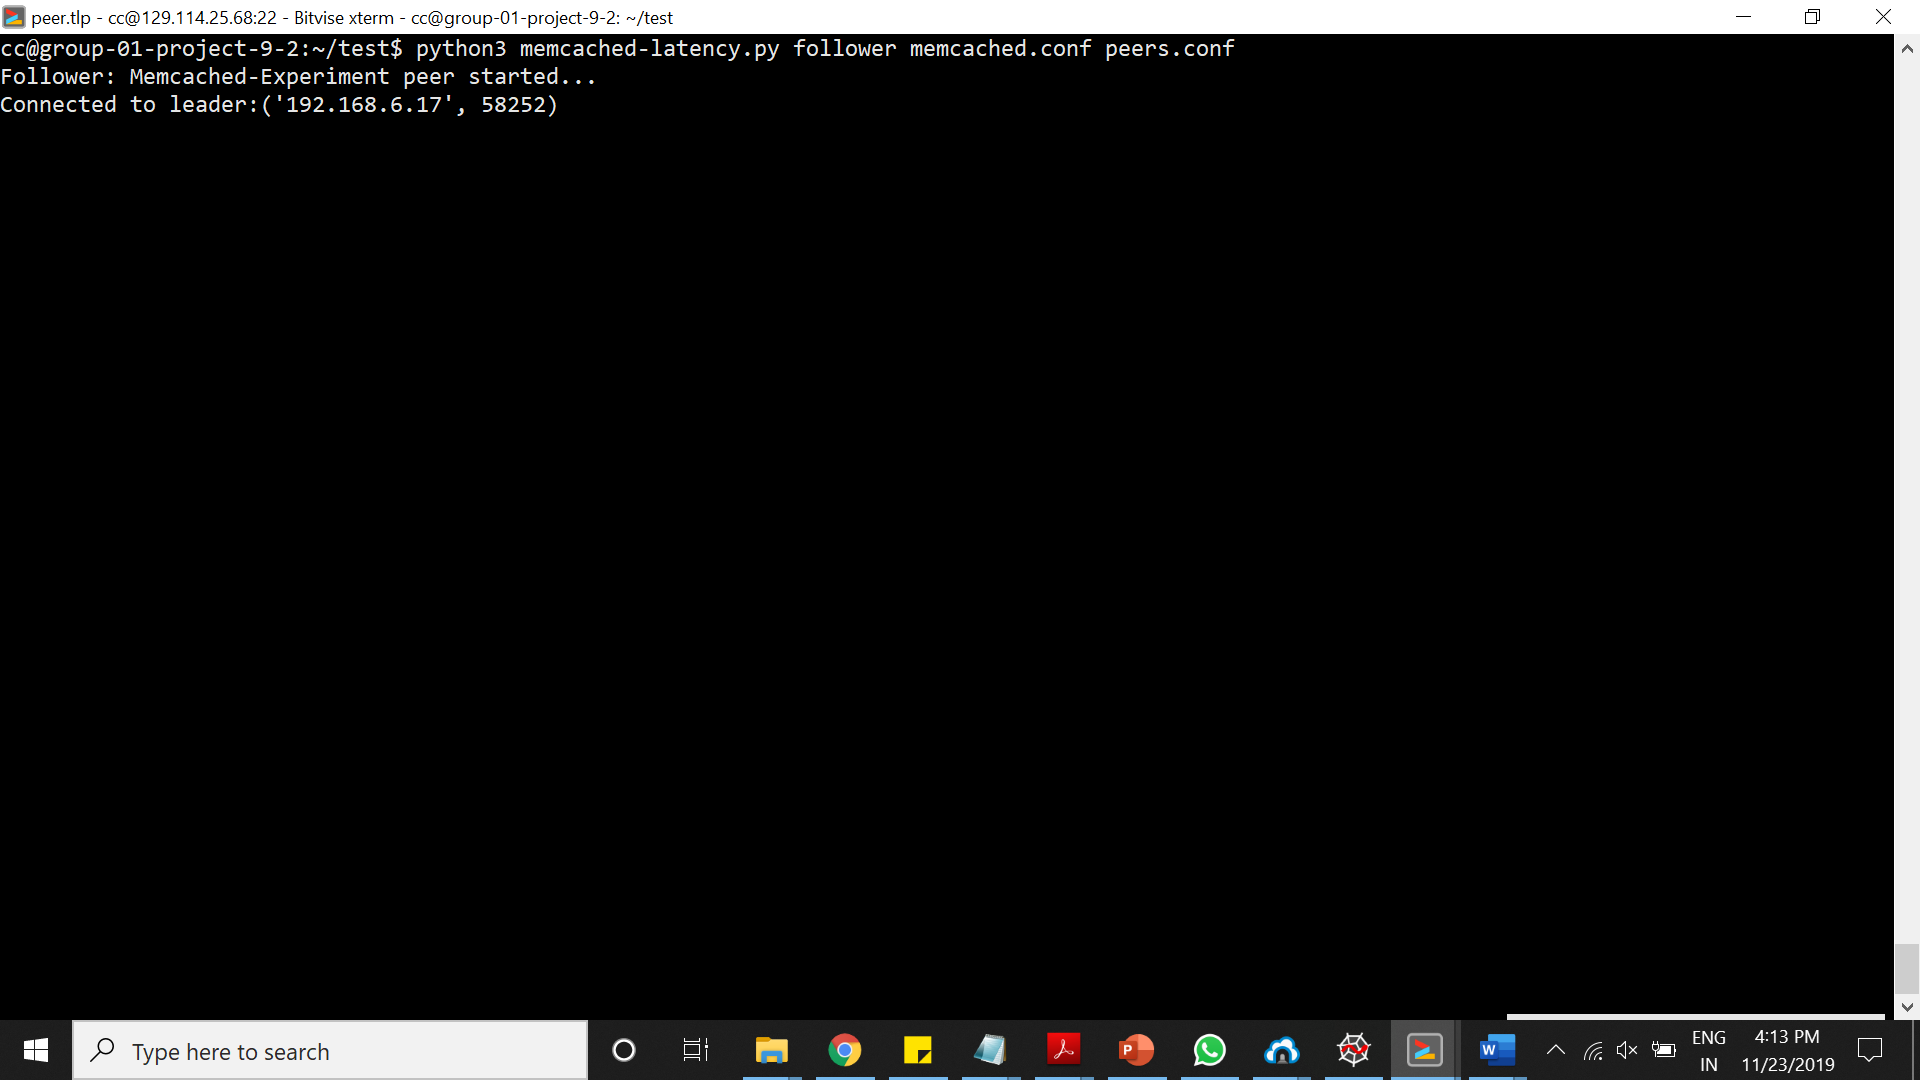 peer.tlp - cc@129.114.25.68:22 - Bitvise xterm - cc@group-01-project-9-2: ~/test
cc@group-01-project-9-2:~/test$ python3 memcached-latency.py follower memcached.conf peers.conf
Follower: Memcached-Experiment peer started...
Connected to leader:('192.168.6.17', 58252)
Type here to search
P
W
ENG
IN
4:13 PM
11/23/2019